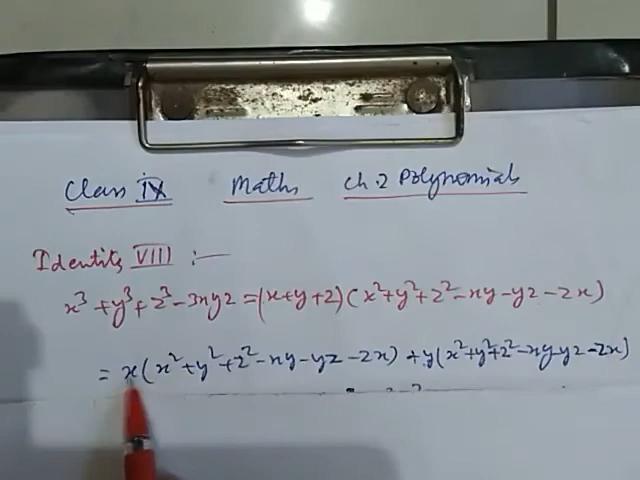 Class IX Maths Ch.2 Polynomials
Identity VIII :-
x³ + y³ + z³ - 3xyz = (x+y+z) (x² + y² + z² - xy - yz - zx)
= x(x² + y² + z² - xy - yz - zx) + y(x² + y² + z² - xy - yz - zx)